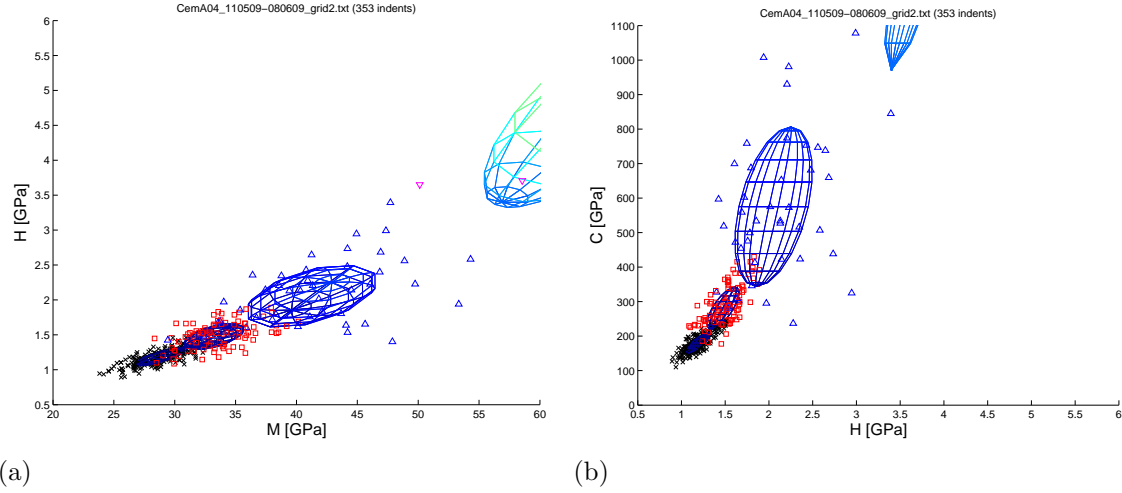 CemA04_110509−080609_grid2.txt (353 indents)
6
5.5
5
4.5
4
3.5
3
2.5
2
1.5
1
0.5
H [GPa]
20 25 30 35 40 45 50 55 60
M [GPa]
(a)
CemA04_110509−080609_grid2.txt (353 indents)
1100
1000
900
800
700
600
500
400
300
200
100
0
C [GPa]
0.5 1 1.5 2 2.5 3 3.5 4 4.5 5 5.5 6
H [GPa]
(b)